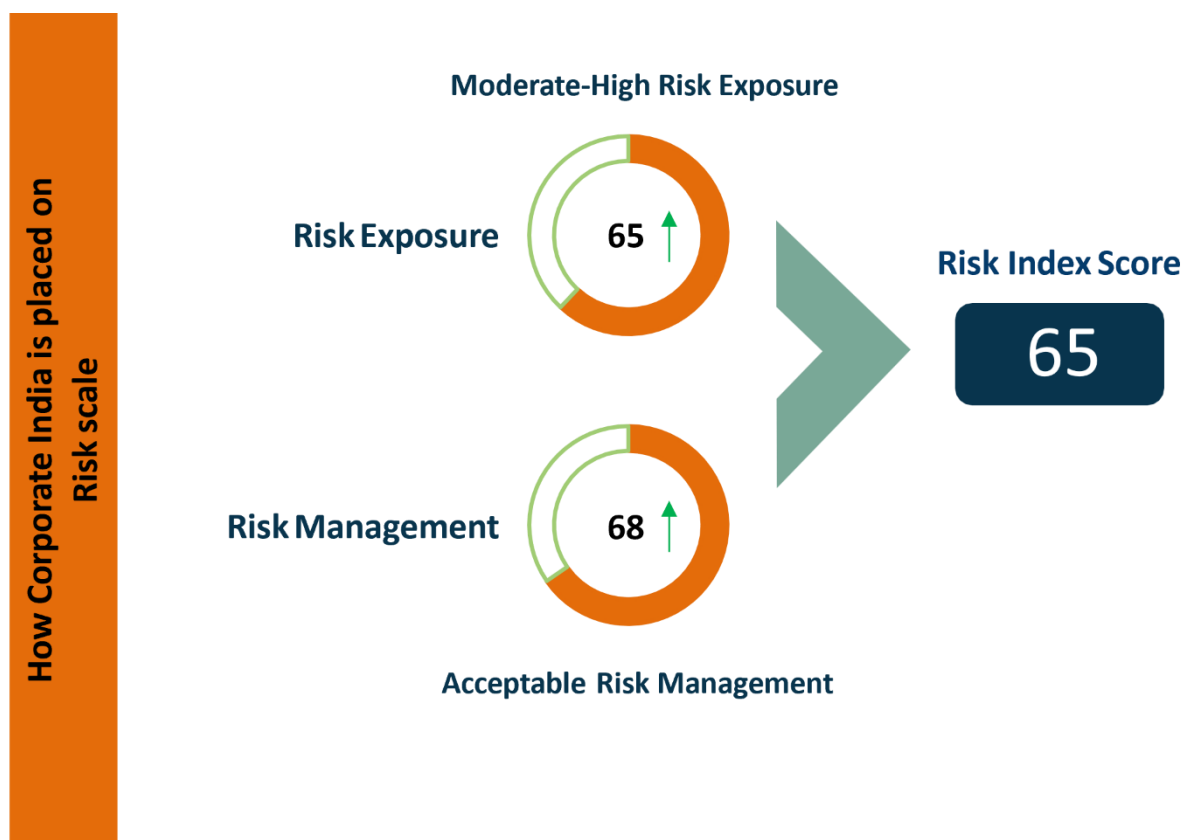 How Corporate India is placed on
Risk scale
Moderate-High Risk Exposure
Risk Exposure
65
Risk Management
68
Acceptable Risk Management
Risk Index Score
65